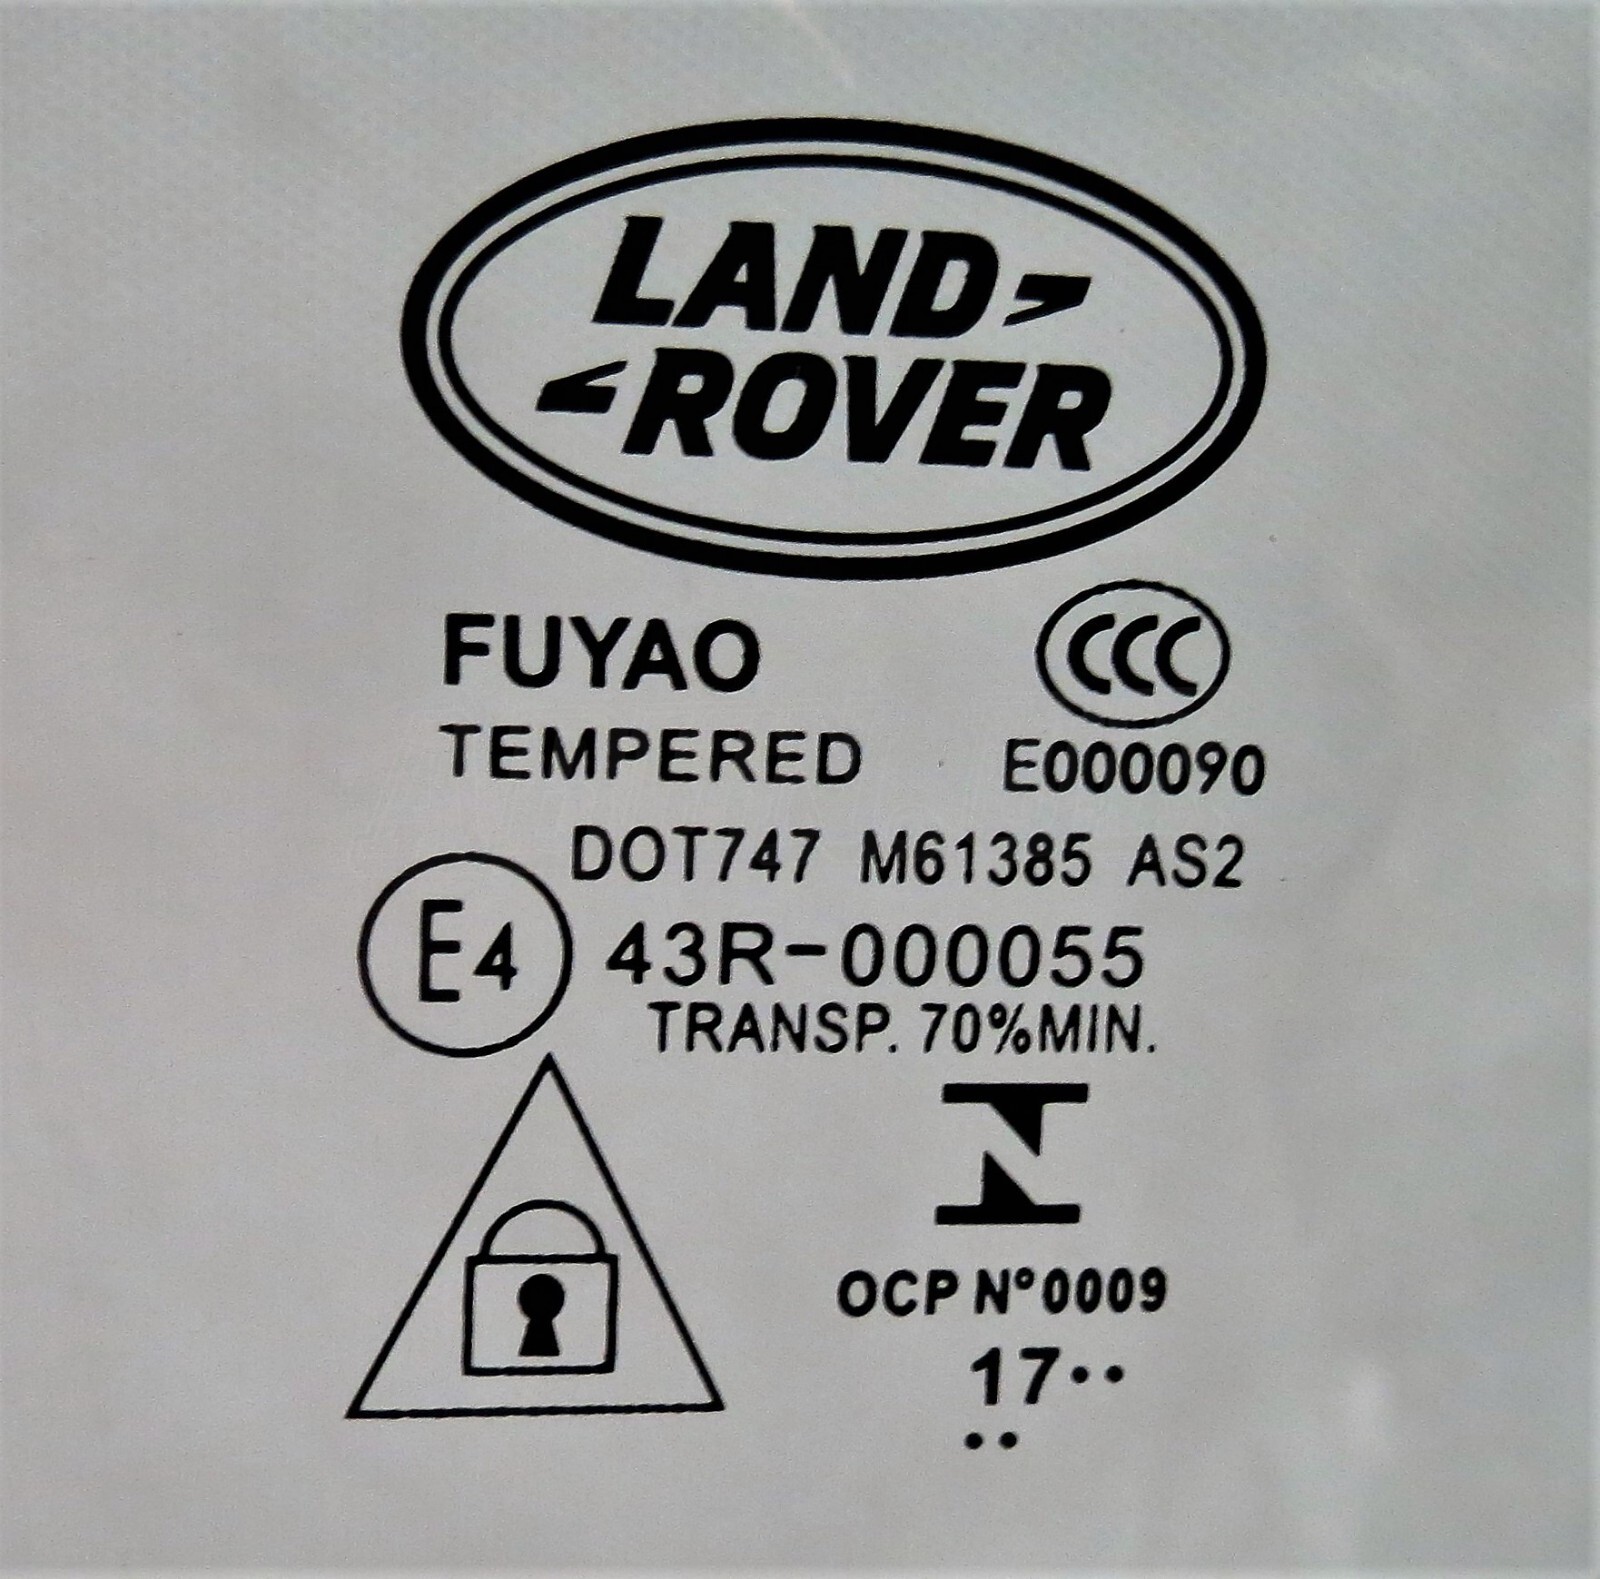 LAND
ROVER
FUYAO
CCC
TEMPERED
E000090
DOT747 M61385 AS2
E4
43R-000055
TRANSP. 70%MIN.
OCP N°0009
17··
··